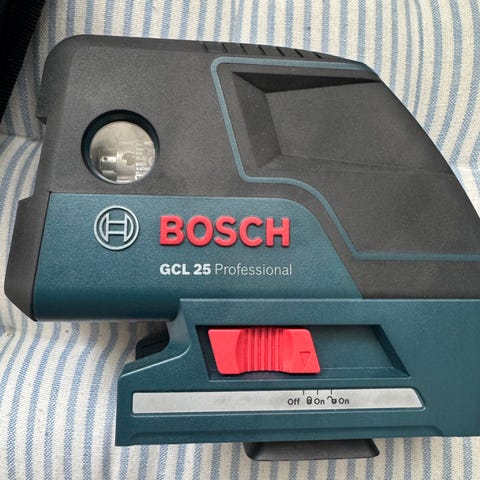 BOSCH
GCL 25 Professional
Off On On